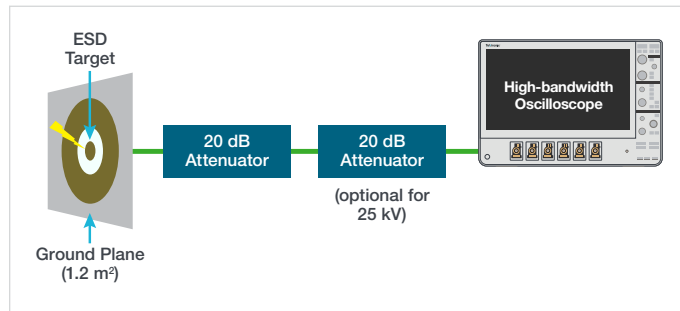 ESD
Target
20 dB
Attenuator
20 dB
Attenuator
(optional for
25 kV)
Tektronix
High-bandwidth
Oscilloscope
Ground Plane
(1.2 m²)